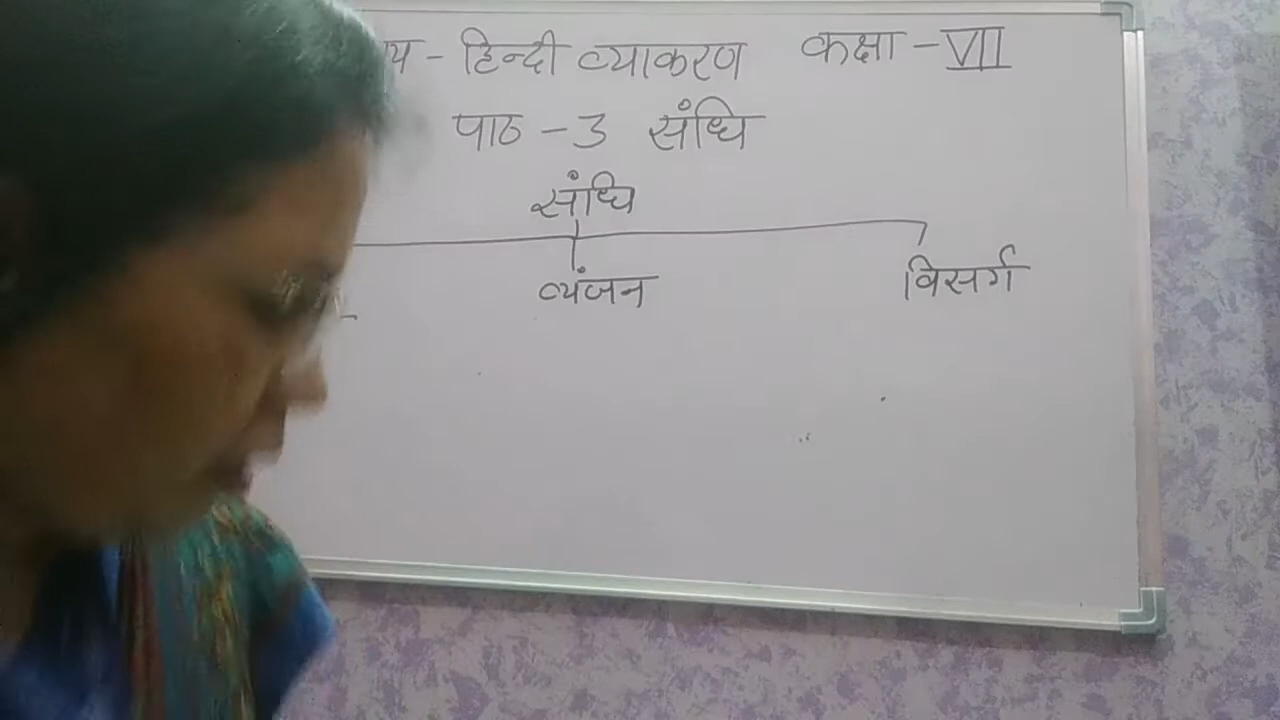 य - हिन्दी व्याकरण कक्षा - VII
पाठ - 3 संधि
संधि
व्यंजन विसर्ग